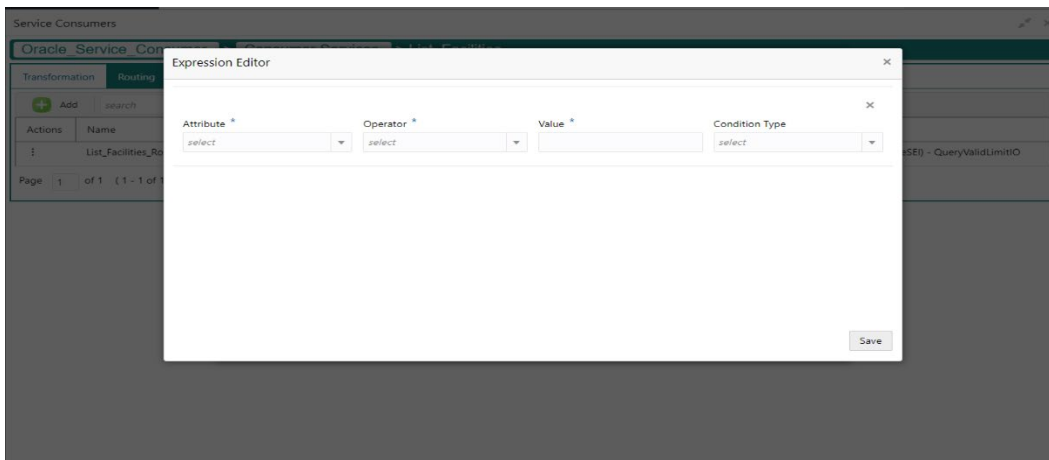 Service Consumers
Oracle_Service_Con
Expression Editor
Transformation Routing
Add search
Attribute * Operator * Value * Condition Type
select select select
Actions Name
List_Facilities_Ro eSEI) - QueryValidLimitIO
Page 1 of 1 (1 - 1 of 1
Save